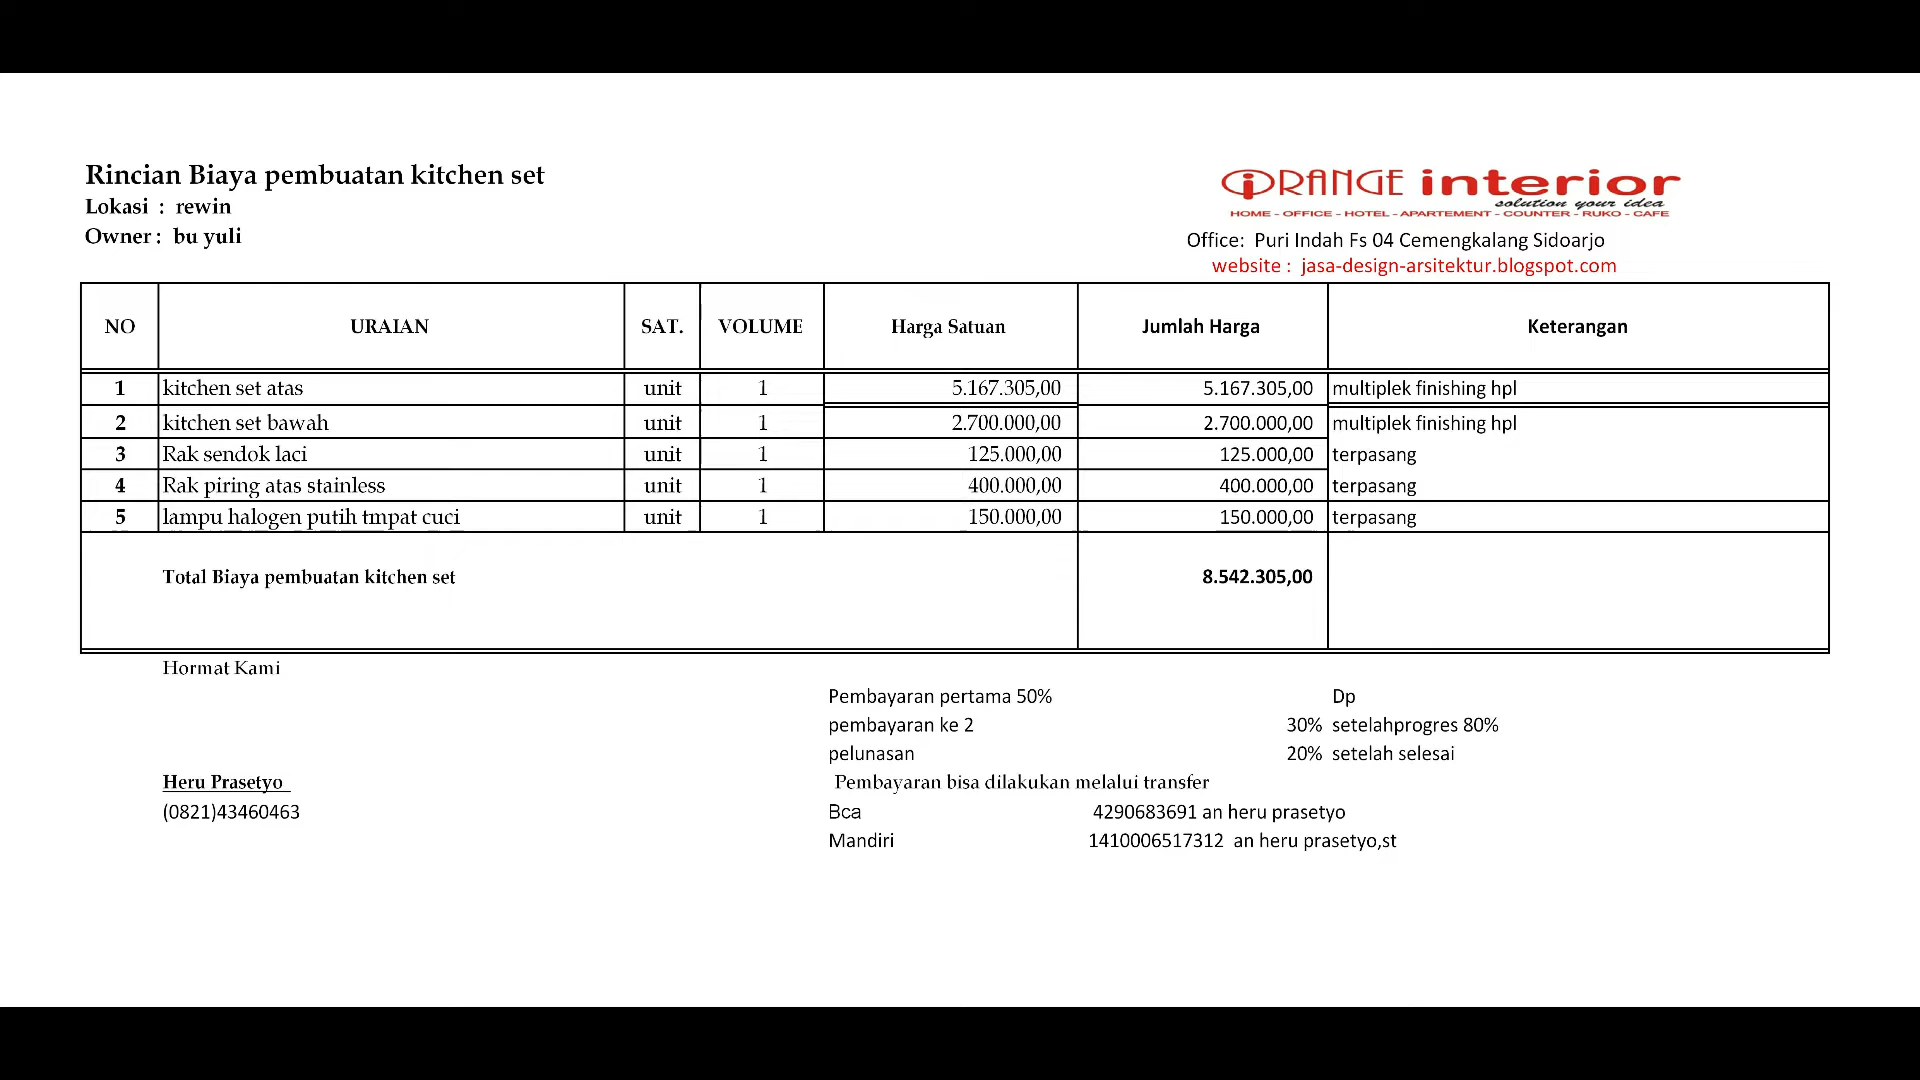 Rincian Biaya pembuatan kitchen set
Lokasi : rewin
Owner : bu yuli
ORANGE interior
solution your idea
HOME - OFFICE - HOTEL - APARTEMENT - COUNTER - RUKO - CAFE
Office: Puri Indah Fs 04 Cemengkalang Sidoarjo
website : jasa-design-arsitektur.blogspot.com
NO URAIAN SAT. VOLUME Harga Satuan Jumlah Harga Keterangan
1 kitchen set atas unit 1 5.167.305,00 5.167.305,00 multiplek finishing hpl
2 kitchen set bawah unit 1 2.700.000,00 2.700.000,00 multiplek finishing hpl
3 Rak sendok laci unit 1 125.000,00 125.000,00 terpasang
4 Rak piring atas stainless unit 1 400.000,00 400.000,00 terpasang
5 lampu halogen putih tmpat cuci unit 1 150.000,00 150.000,00 terpasang
Total Biaya pembuatan kitchen set 8.542.305,00
Hormat Kami
Pembayaran pertama 50% Dp
pembayaran ke 2 30% setelahprogres 80%
pelunasan 20% setelah selesai
Heru Prasetyo Pembayaran bisa dilakukan melalui transfer
(0821)43460463 Bca 4290683691 an heru prasetyo
Mandiri 1410006517312 an heru prasetyo,st